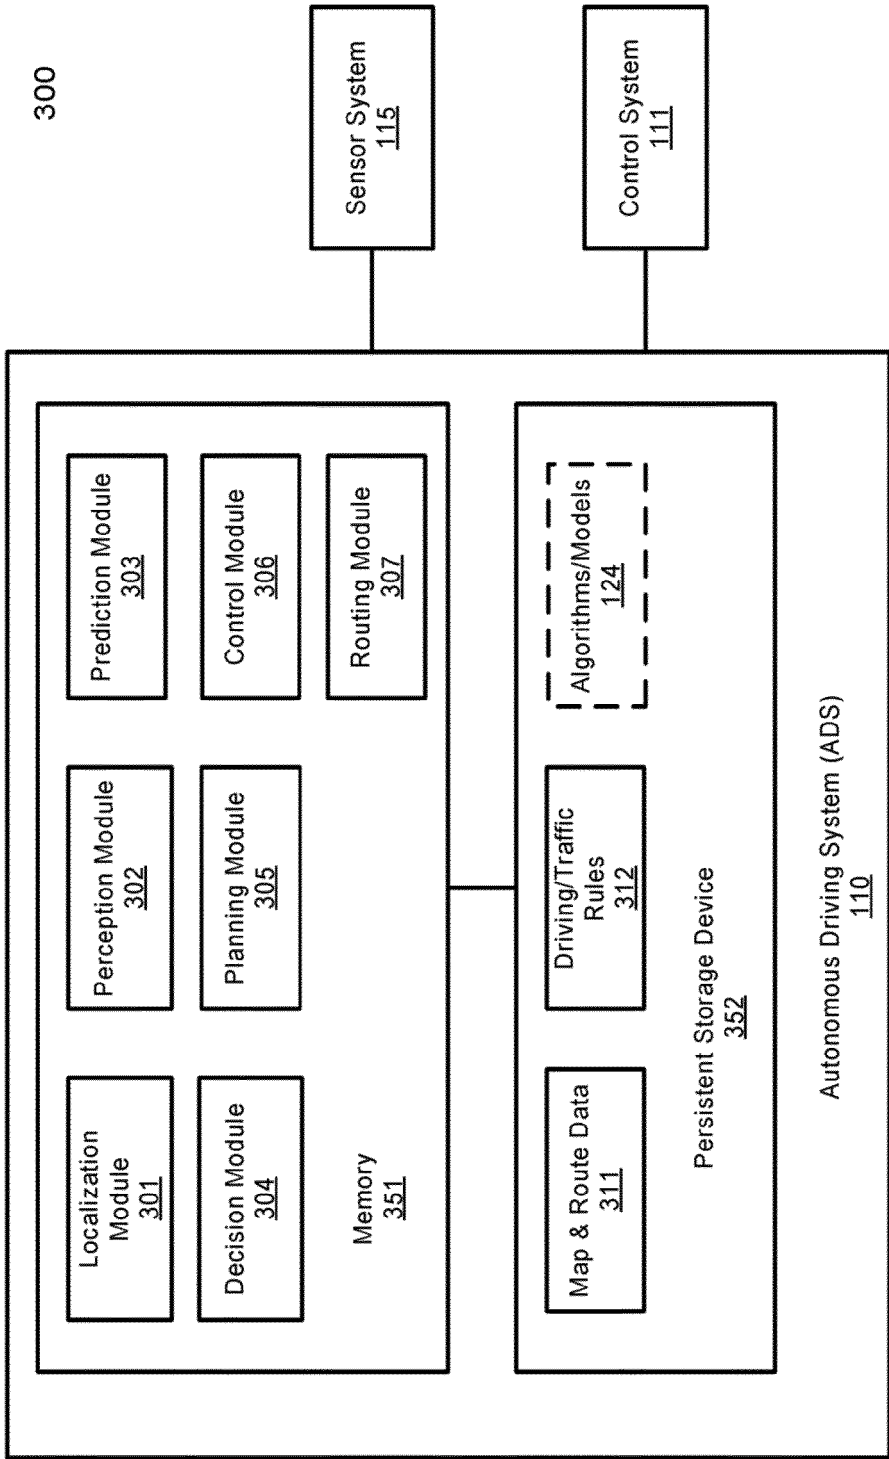 300
Localization
Module
301
Perception Module
302
Prediction Module
303
Decision Module
304
Planning Module
305
Control Module
306
Routing Module
307
Memory
351
Sensor System
115
Map & Route Data
311
Driving/Traffic
Rules
312
Algorithms/Models
124
Persistent Storage Device
352
Control System
111
Autonomous Driving System (ADS)
110